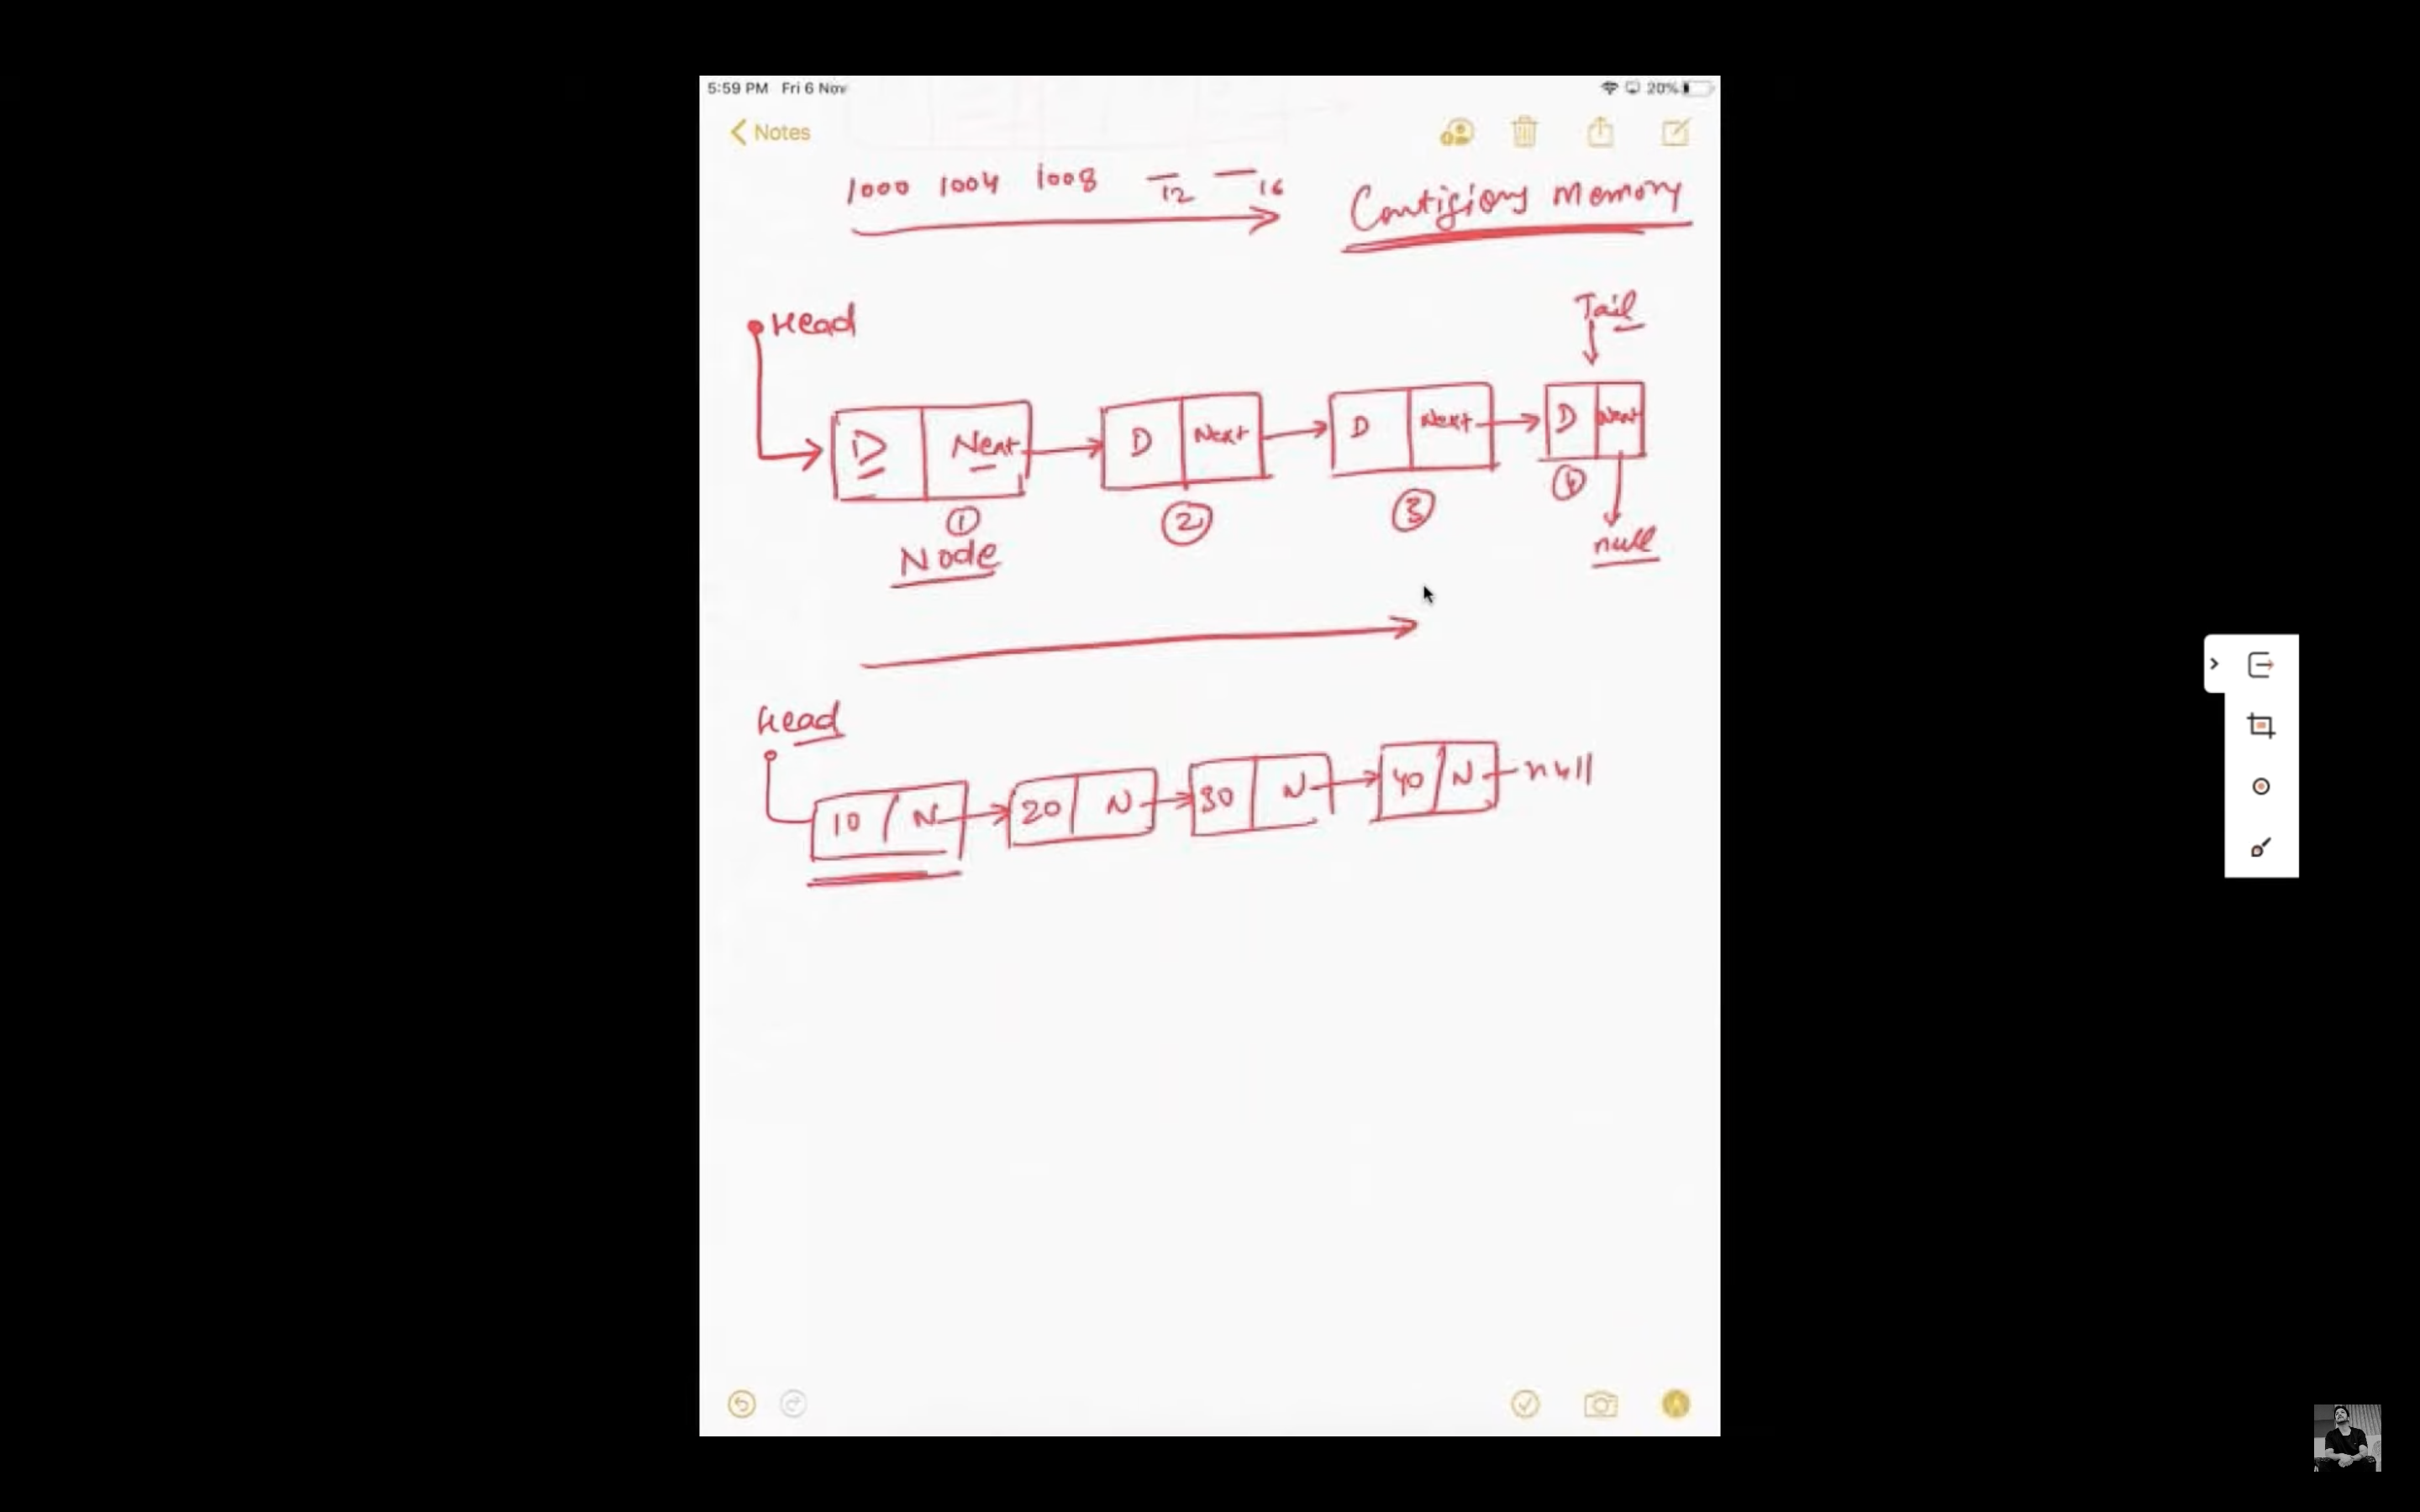 5:59 PM Fri 6 Nov 20%
Notes
1000 1004 1008 12 16
Contigious Memory
Head
Tail
D Next D Next D Next D Next
① ② ③ ④
Node
null
Head
10 N 20 N 30 N 40 N null